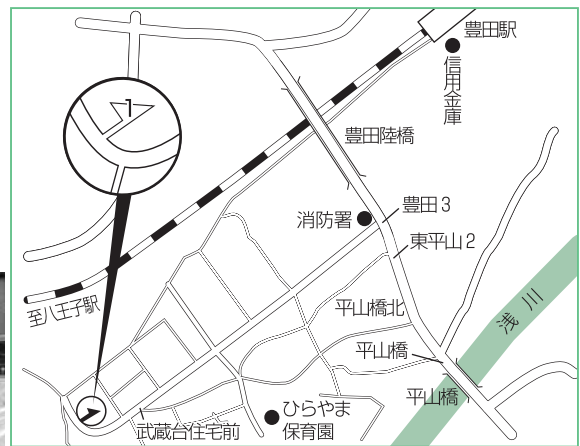 豊田駅
信用金庫
1
豊田陸橋
豊田3
消防署
東平山2
平山橋北
浅川
至八王子駅
平山橋
平山橋
ひらやま
保育園
武蔵台住宅前
1